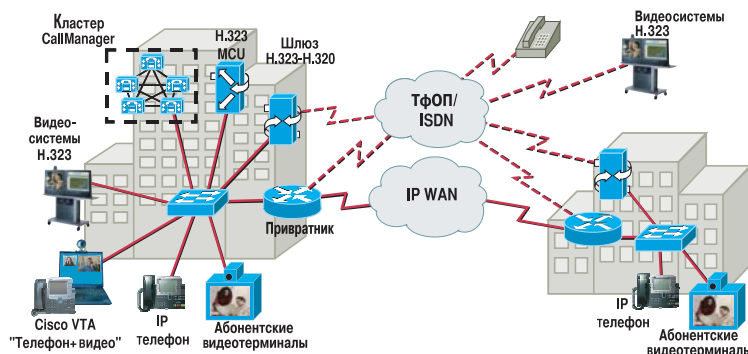 Кластер
CallManager
H.323
MCU
Шлюз
H.323-H.320
Видеосистемы
H.323
ТфОП/
ISDN
Видео-
системы
H.323
IP WAN
Привратник
Cisco VTA
"Телефон+видео"
IP
телефон
Абонентские
видеотерминалы
IP
телефон
Абонентские
видеотерминалы